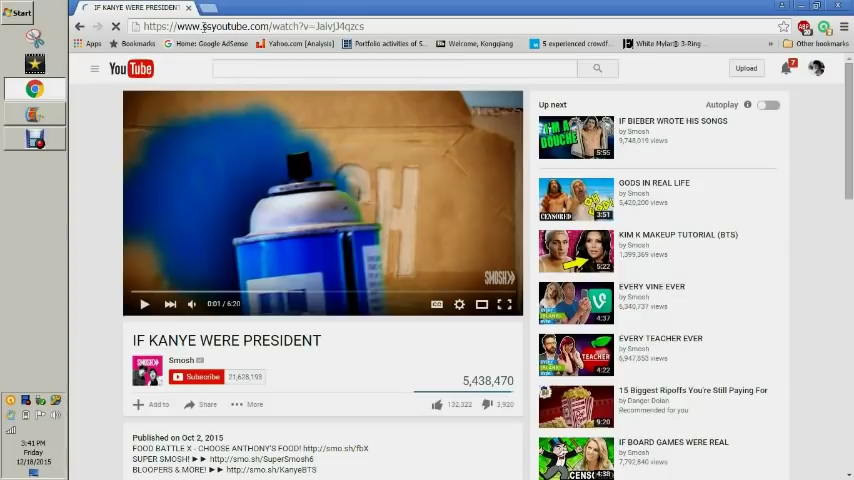 Start
IF KANYE WERE PRESIDENT
https://www.ssyoutube.com/watch?v=JaivJJ4qzcs
Apps
Bookmarks
Home: Google AdSense
Yahoo.com [Analysis]
Portfolio activities of S...
Welcome, Kongqiang
5 experienced crowdf...
White Mylar® 3-Ring ...
Other bookmarks
YouTube
Upload
7
SMOSH
0:01 / 6:20
Up next
Autoplay
I'M A
DOUCHE
5:55
IF BIEBER WROTE HIS SONGS
by Smosh
9,748,019 views
CENSORED
3:51
GODS IN REAL LIFE
by Smosh
5,420,200 views
5:22
KIM K MAKEUP TUTORIAL (BTS)
by Smosh
1,399,369 views
4:37
EVERY VINE EVER
by Smosh
6,340,737 views
TEACHER
4:22
EVERY TEACHER EVER
by Smosh
6,947,853 views
9:20
15 Biggest Ripoffs You're Still Paying For
by Danger Dolan
Recommended for you
4:38
IF BOARD GAMES WERE REAL
by Smosh
7,792,840 views
IF KANYE WERE PRESIDENT
SMOSH
Smosh
Subscribe
21,628,193
5,438,470
Add to
Share
More
132,322
3,920
Published on Oct 2, 2015
FOOD BATTLE X - CHOOSE ANTHONY'S FOOD! http://smo.sh/fbX
SUPER SMOSH! ►► http://smo.sh/SuperSmosh6
BLOOPERS & MORE! ►► http://smo.sh/KanyeBTS
3:41 PM
Friday
12/18/2015